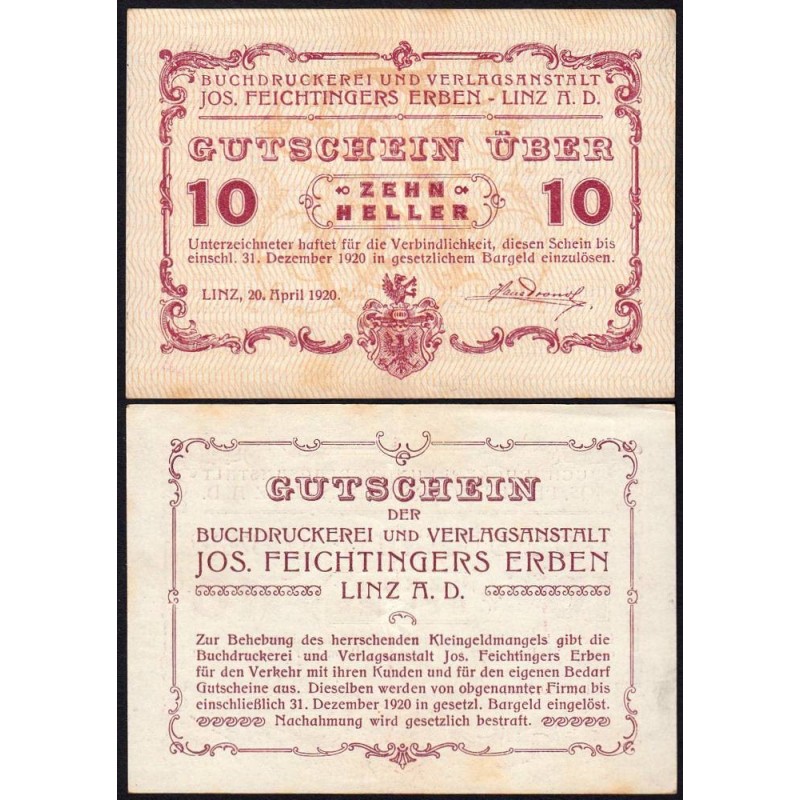 BUCHDRUCKEREI UND VERLAGSANSTALT
JOS. FEICHTINGERS ERBEN - LINZ A. D.
GUTSCHEIN ÜBER
10 ZEHN HELLER 10
Unterzeichneter haftet für die Verbindlichkeit, diesen Schein bis
einschl. 31. Dezember 1920 in gesetzlichem Bargeld einzulösen.
LINZ, 20. April 1920.
GUTSCHEIN
DER
BUCHDRUCKEREI UND VERLAGSANSTALT
JOS. FEICHTINGERS ERBEN
LINZ A. D.
Zur Behebung des herrschenden Kleingeldmangels gibt die
Buchdruckerei und Verlagsanstalt Jos. Feichtingers Erben
für den Verkehr mit ihren Kunden und für den eigenen Bedarf
Gutscheine aus. Dieselben werden von obgenannter Firma bis
einschließlich 31. Dezember 1920 in gesetzl. Bargeld eingelöst.
Nachahmung wird gesetzlich bestraft.